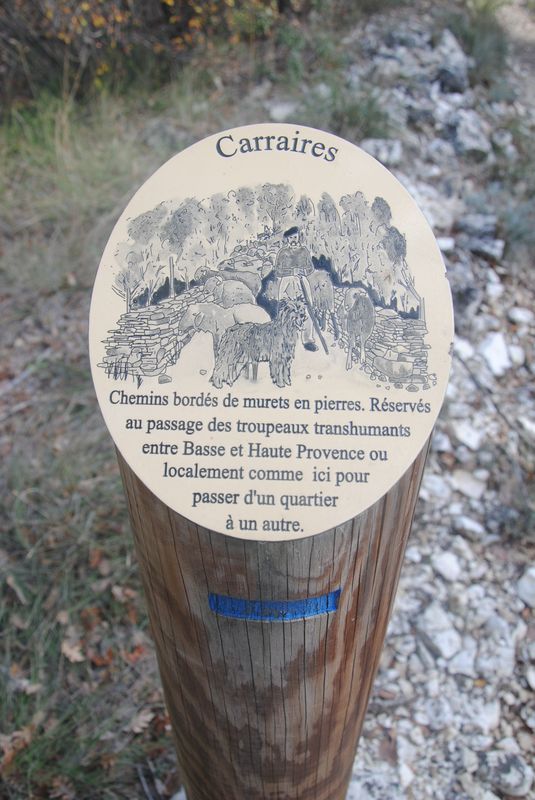 Carraires
Chemins bordés de murets en pierres. Réservés
au passage des troupeaux transhumants
entre Basse et Haute Provence ou
localement comme ici pour
passer d'un quartier
à un autre.